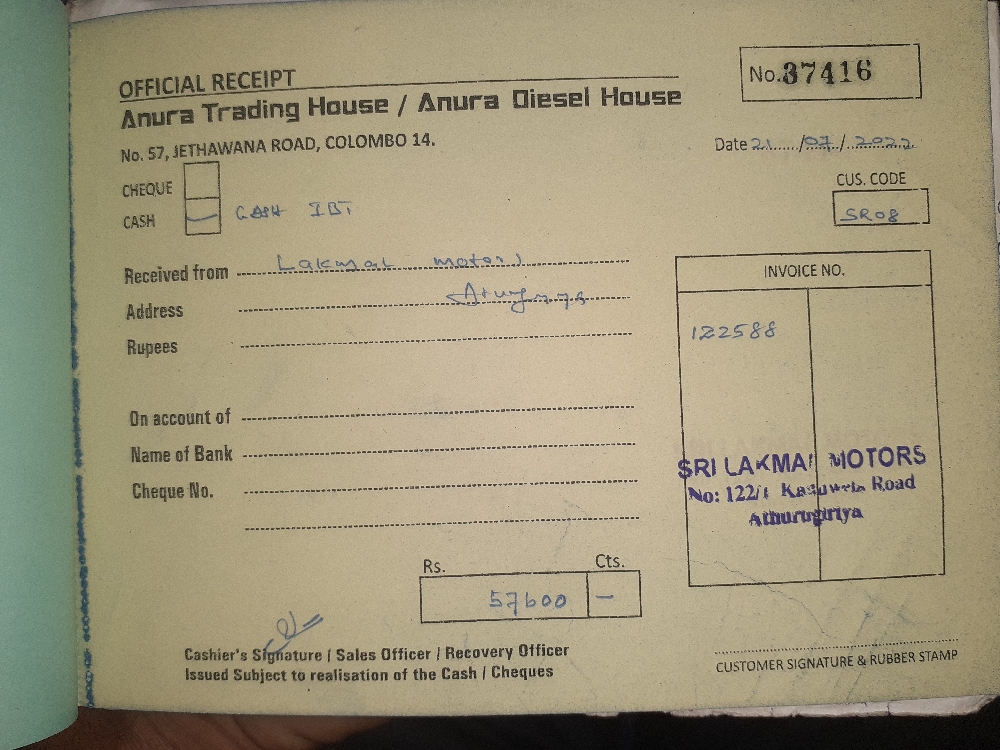 OFFICIAL RECEIPT
No. 37416
Anura Trading House / Anura Diesel House
No. 57, JETHAWANA ROAD, COLOMBO 14.
Date 21/07/2022
CHEQUE
CUS. CODE
CASH CASH IBT
SR08
Received from Lakmal motors
INVOICE NO.
Address
122588
Rupees
On account of
Name of Bank
Cheque No.
SRI LAKMAL MOTORS
No: 122/1 Kaduwela Road
Athurugiriya
Rs. Cts.
57600 —
Cashier's Signature / Sales Officer / Recovery Officer
Issued Subject to realisation of the Cash / Cheques
CUSTOMER SIGNATURE & RUBBER STAMP